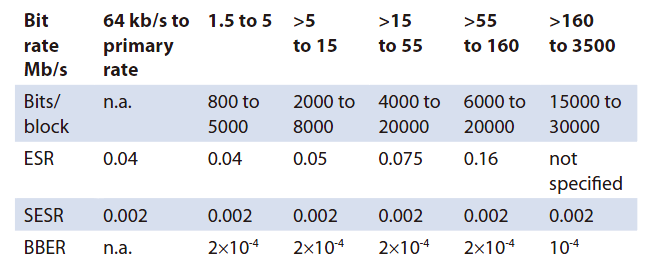 Bit 64 kb/s to 1.5 to 5 >5 >15 >55 >160
rate primary to 15 to 55 to 160 to 3500
Mb/s rate
Bits/ n.a. 800 to 2000 to 4000 to 6000 to 15000 to
block 5000 8000 20000 20000 30000
ESR 0.04 0.04 0.05 0.075 0.16 not
specified
SESR 0.002 0.002 0.002 0.002 0.002 0.002
BBER n.a. 2×10⁻⁴ 2×10⁻⁴ 2×10⁻⁴ 2×10⁻⁴ 10⁻⁴